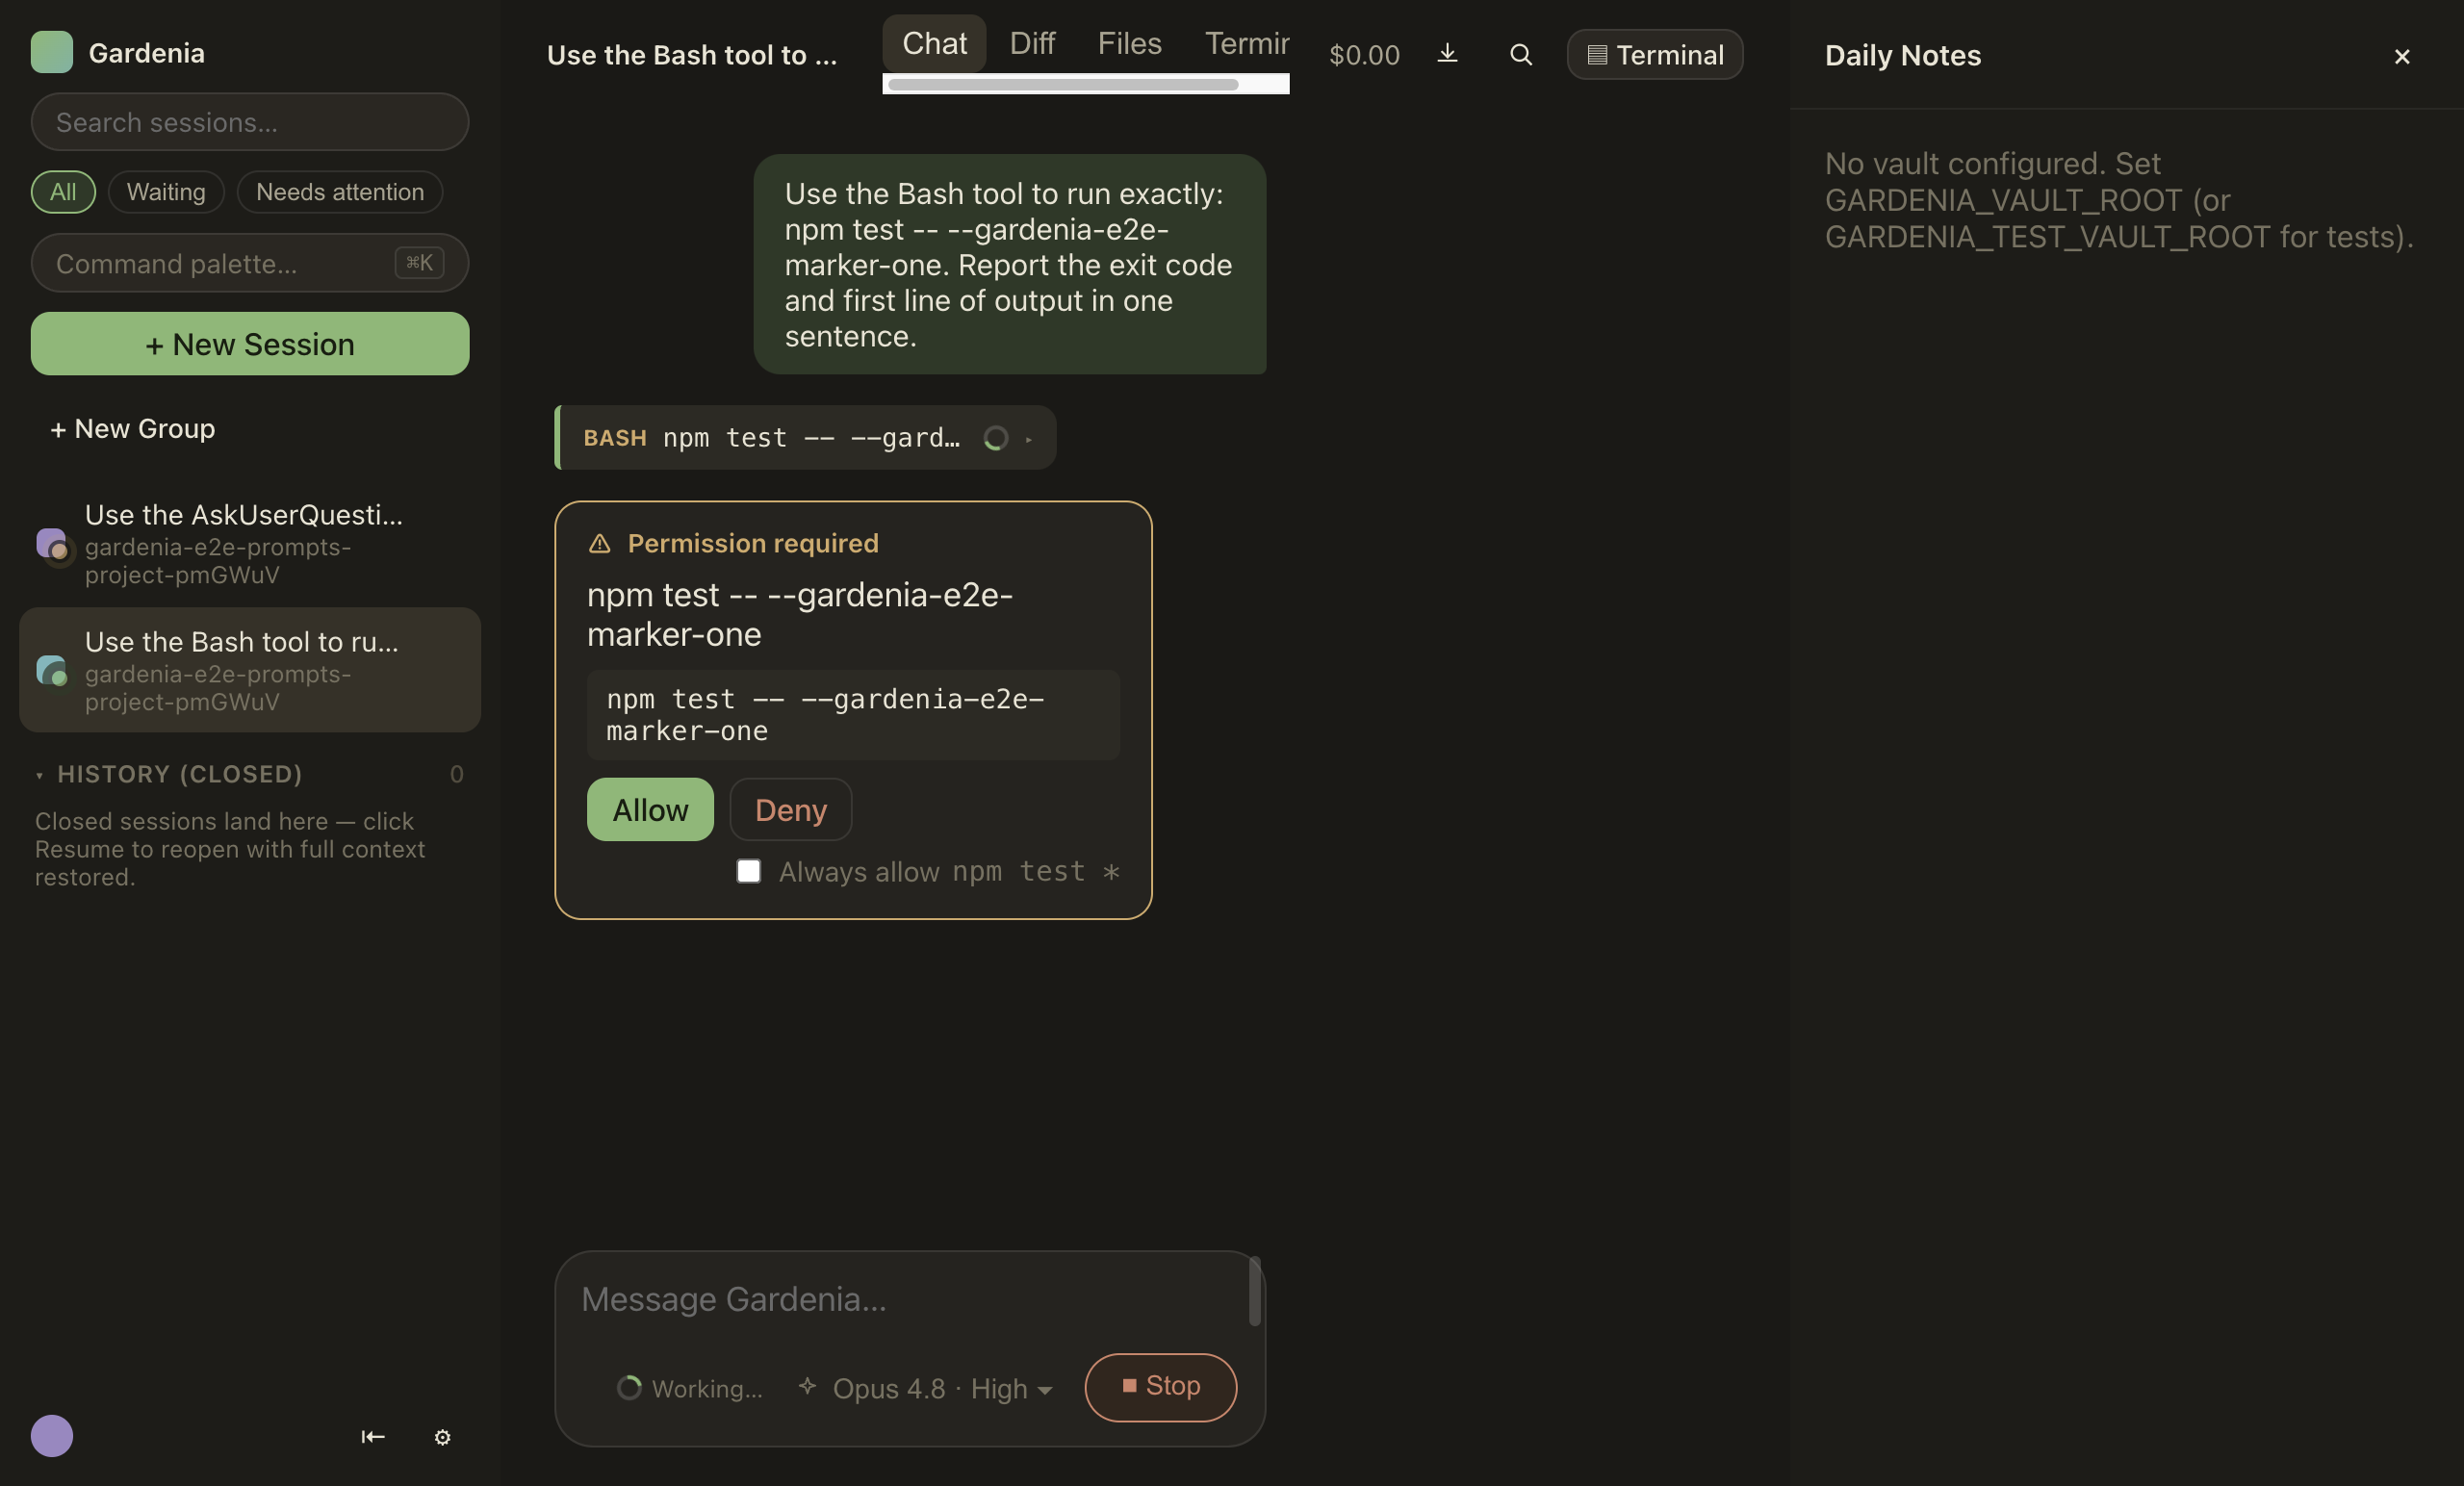 Gardenia
Search sessions...
All
Waiting
Needs attention
Command palette...
⌘K
+ New Session
+ New Group
Use the AskUserQuesti...
gardenia-e2e-prompts-
project-pmGWuV
Use the Bash tool to ru...
gardenia-e2e-prompts-
project-pmGWuV
HISTORY (CLOSED)
0
Closed sessions land here — click
Resume to reopen with full context
restored.
Use the Bash tool to ...
Chat
Diff
Files
Termir
$0.00
Terminal
Use the Bash tool to run exactly:
npm test -- --gardenia-e2e-
marker-one. Report the exit code
and first line of output in one
sentence.
BASH npm test -- --gard…
Permission required
npm test -- --gardenia-e2e-
marker-one
npm test -- --gardenia-e2e-
marker-one
Allow
Deny
Always allow npm test *
Message Gardenia...
Working...
Opus 4.8 · High
Stop
Daily Notes
No vault configured. Set
GARDENIA_VAULT_ROOT (or
GARDENIA_TEST_VAULT_ROOT for tests).